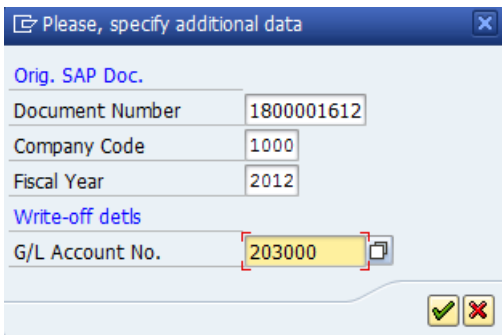 Please, specify additional data
Orig. SAP Doc.
Document Number 1800001612
Company Code 1000
Fiscal Year 2012
Write-off detls
G/L Account No. 203000